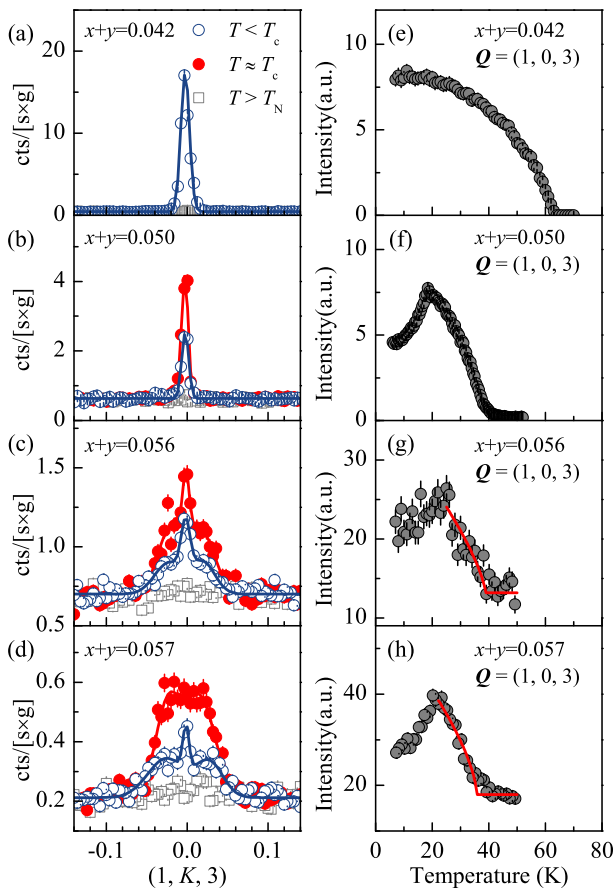 (a)
x+y=0.042
T < Tc
T ≈ Tc
T > TN
20
10
0
cts/[s×g]
(b)
x+y=0.050
4
2
0
cts/[s×g]
(c)
x+y=0.056
1.5
1.0
0.5
cts/[s×g]
(d)
x+y=0.057
0.6
0.4
0.2
cts/[s×g]
-0.1
0.0
0.1
(1, K, 3)
(e)
x+y=0.042
Q = (1, 0, 3)
10
5
0
Intensity(a.u.)
(f)
x+y=0.050
Q = (1, 0, 3)
10
5
0
Intensity(a.u.)
(g)
x+y=0.056
Q = (1, 0, 3)
30
20
10
Intensity(a.u.)
(h)
x+y=0.057
Q = (1, 0, 3)
40
20
Intensity(a.u.)
0
20
40
60
80
Temperature (K)